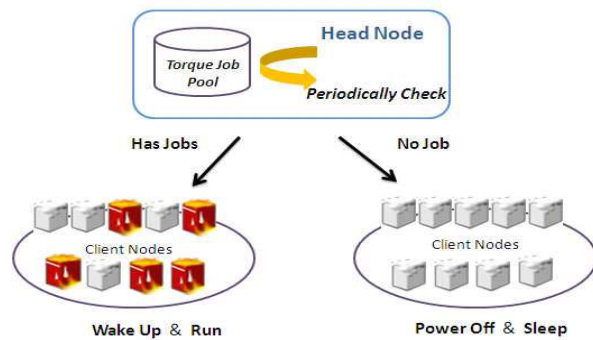 Head Node
Torque Job
Pool
Periodically Check
Has Jobs
No Job
Client Nodes
Client Nodes
Wake Up & Run
Power Off & Sleep